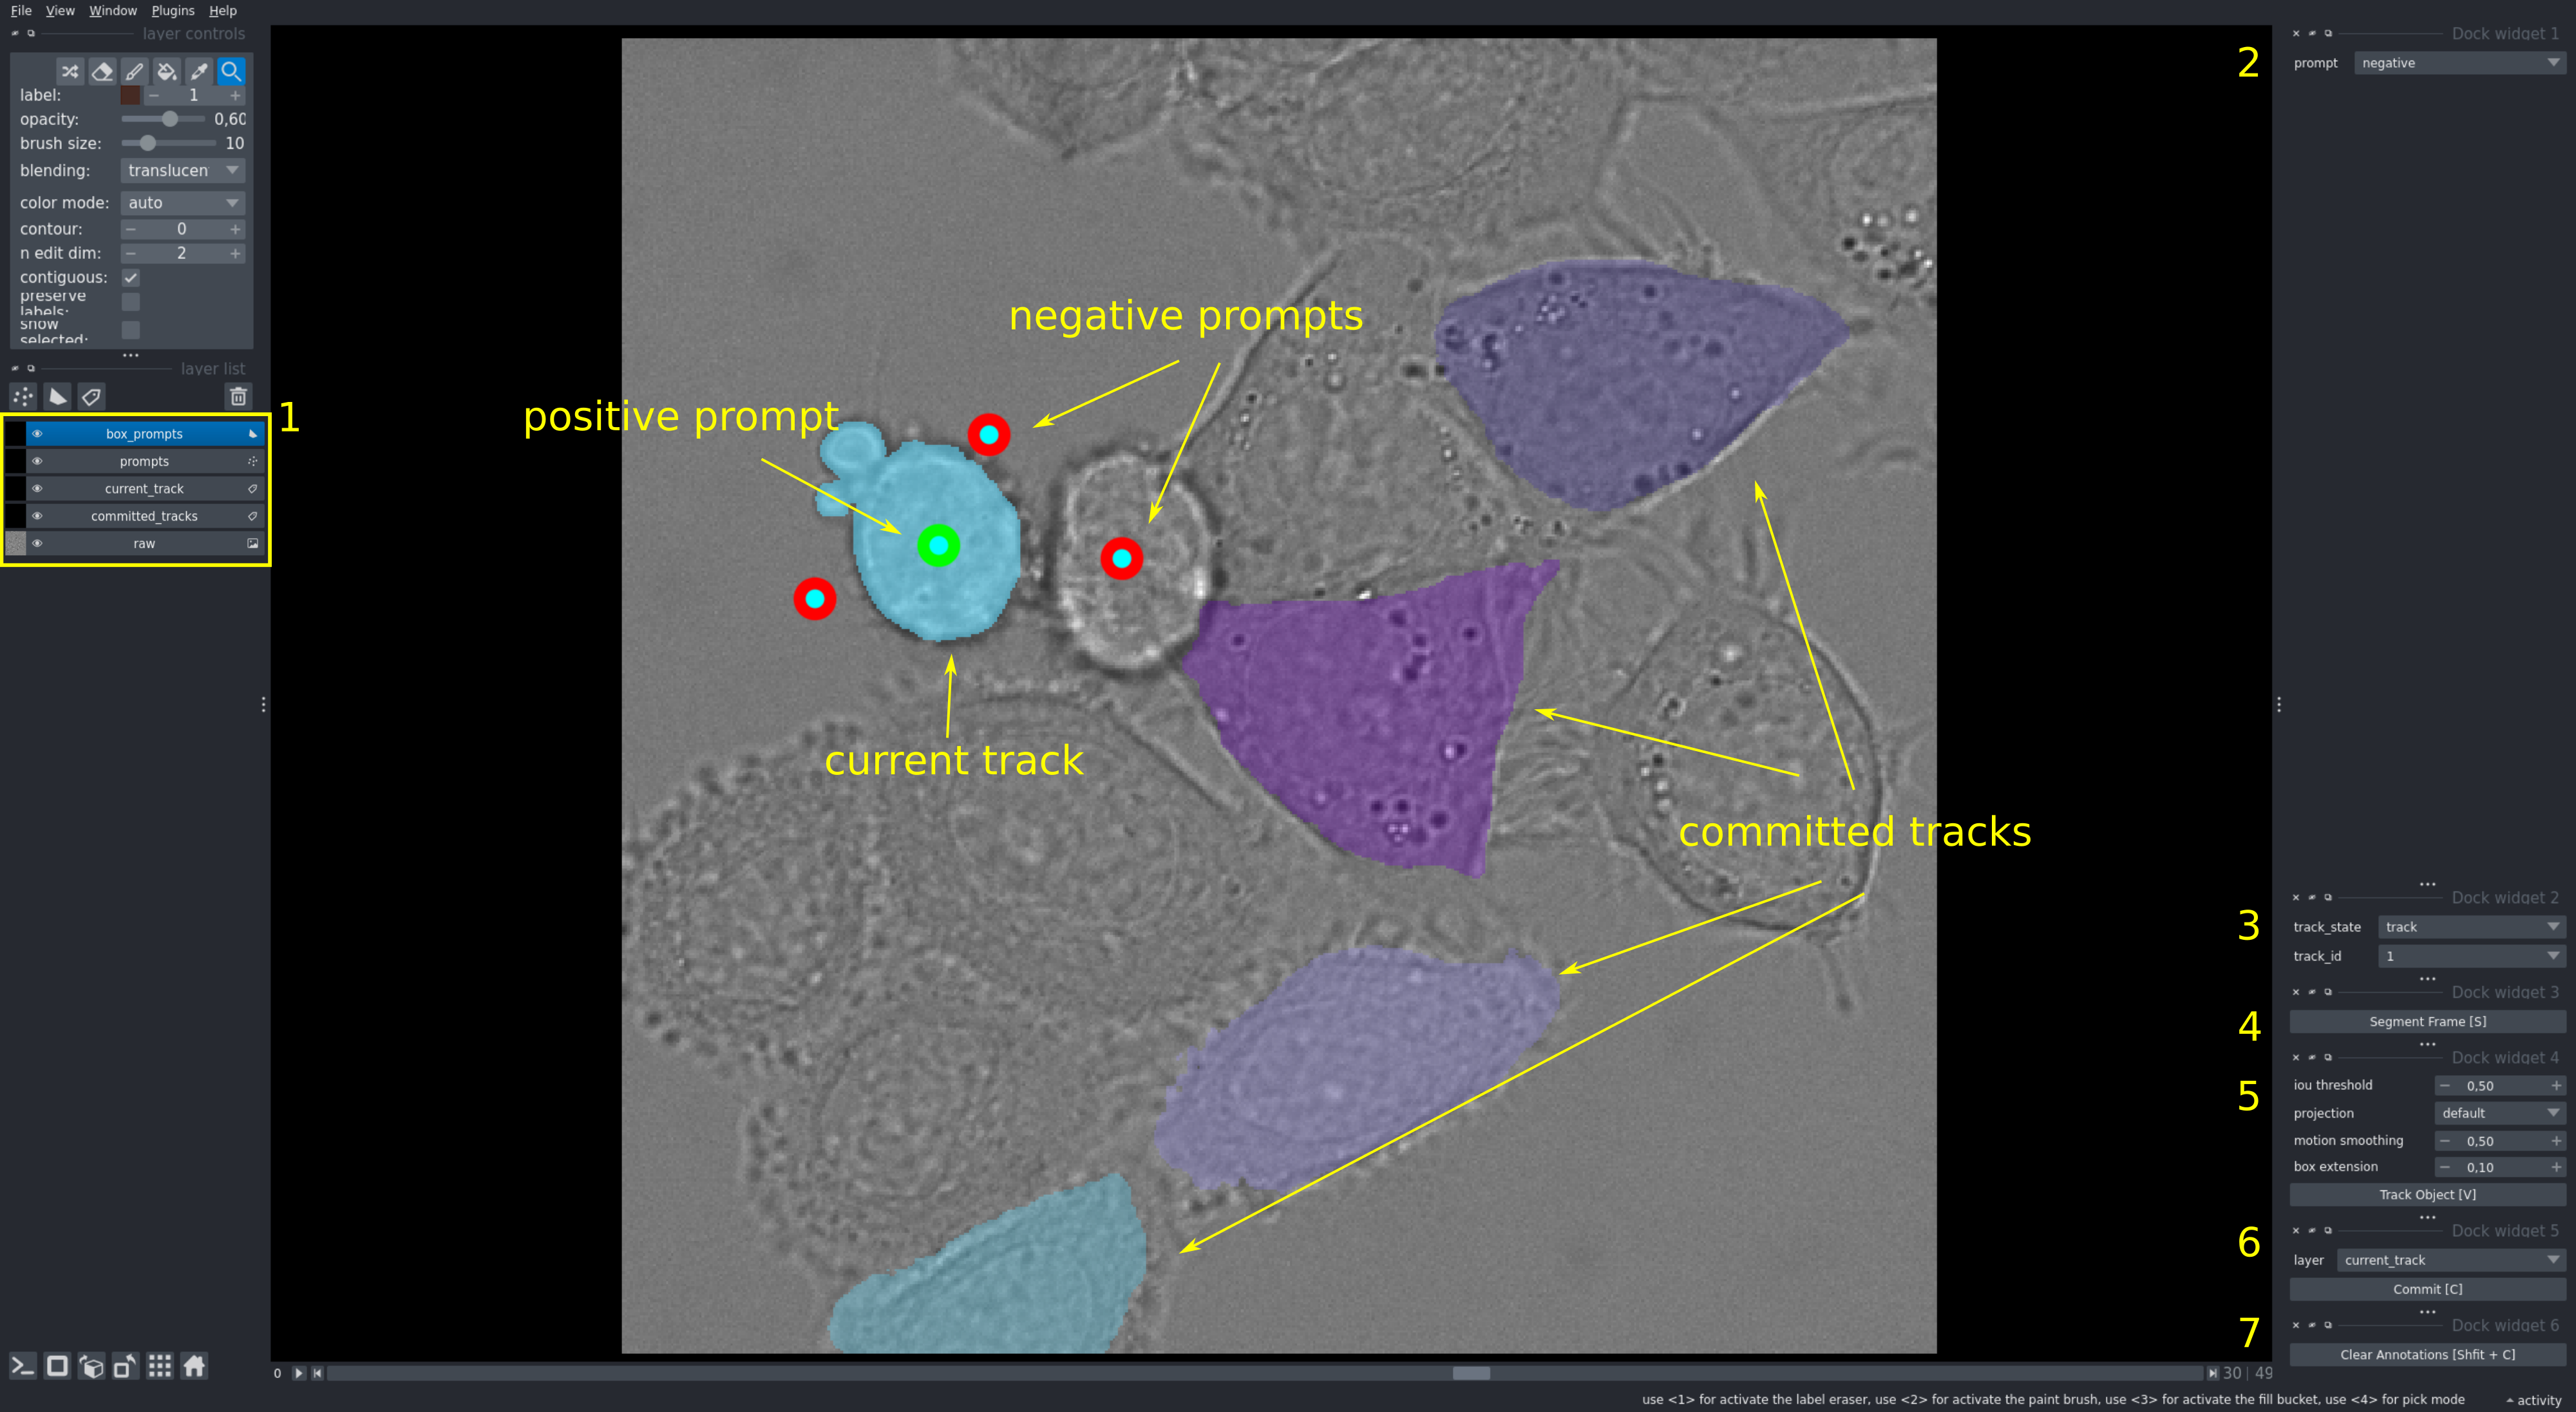 File View Window Plugins Help
layer controls
label: 1
opacity: 0,60
brush size: 10
blending: translucen
color mode: auto
contour: 0
n edit dim: 2
contiguous:
preserve
labels:
show
selected:
layer list
1
box_prompts
prompts
current_track
committed_tracks
raw
negative prompts
positive prompt
current track
committed tracks
2
Dock widget 1
prompt negative
Dock widget 2
3
track_state track
track_id 1
Dock widget 3
4
Segment Frame [S]
Dock widget 4
5
iou threshold 0,50
projection default
motion smoothing 0,50
box extension 0,10
Track Object [V]
Dock widget 5
6
layer current_track
Commit [C]
Dock widget 6
7
Clear Annotations [Shfit + C]
0 30 | 49
use <1> for activate the label eraser, use <2> for activate the paint brush, use <3> for activate the fill bucket, use <4> for pick mode
activity